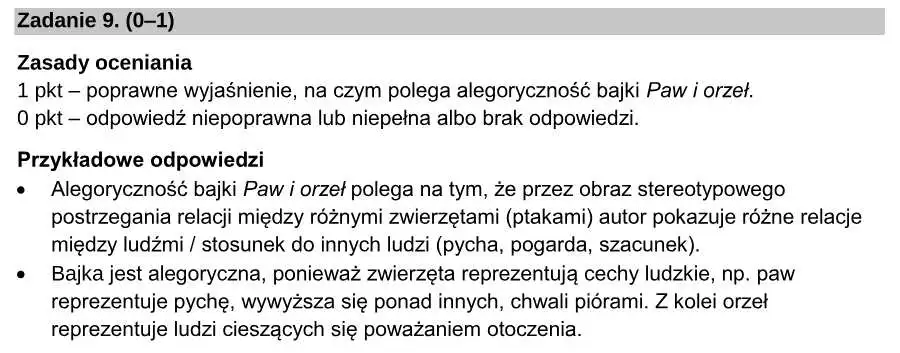 Zadanie 9. (0–1)
Zasady oceniania
1 pkt – poprawne wyjaśnienie, na czym polega alegoryczność bajki Paw i orzeł.
0 pkt – odpowiedź niepoprawna lub niepełna albo brak odpowiedzi.
Przykładowe odpowiedzi
• Alegoryczność bajki Paw i orzeł polega na tym, że przez obraz stereotypowego
postrzegania relacji między różnymi zwierzętami (ptakami) autor pokazuje różne relacje
między ludźmi / stosunek do innych ludzi (pycha, pogarda, szacunek).
• Bajka jest alegoryczna, ponieważ zwierzęta reprezentują cechy ludzkie, np. paw
reprezentuje pychę, wywyższa się ponad innych, chwali piórami. Z kolei orzeł
reprezentuje ludzi cieszących się poważaniem otoczenia.